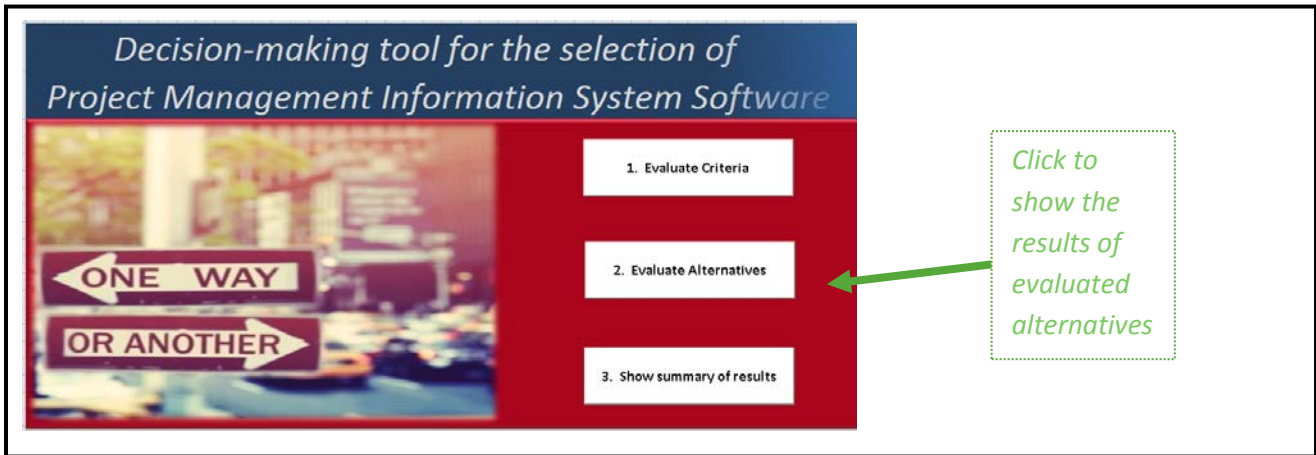 Decision-making tool for the selection of
Project Management Information System Software
1. Evaluate Criteria
ONE WAY
2. Evaluate Alternatives
OR ANOTHER
3. Show summary of results
Click to
show the
results of
evaluated
alternatives